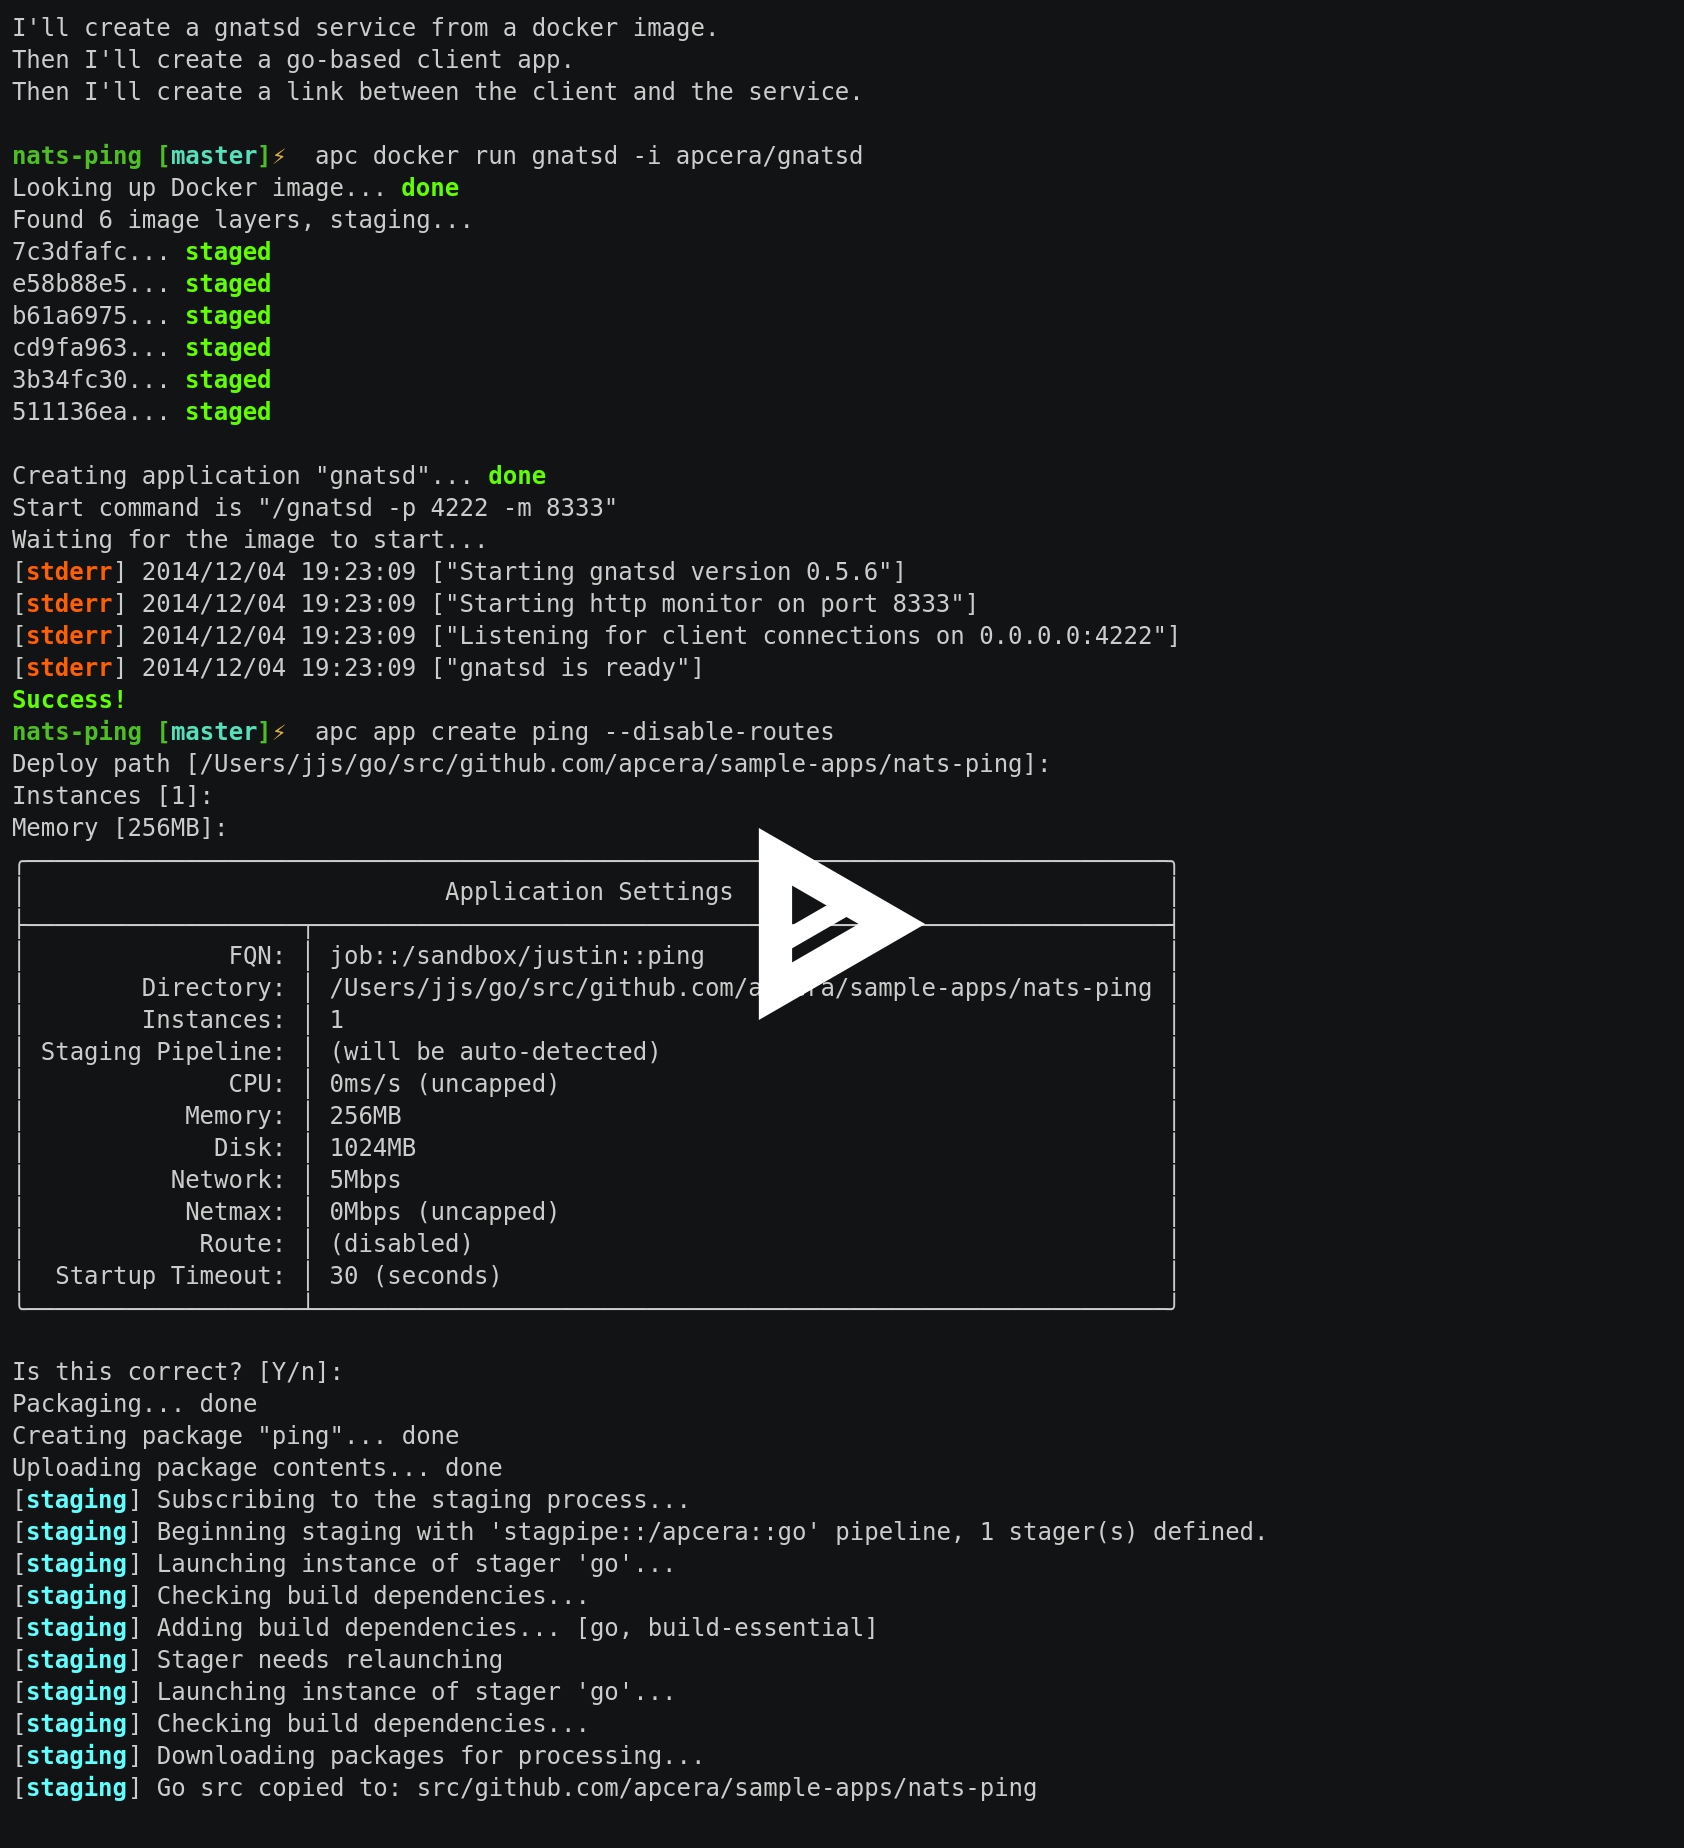 I'll create a gnatsd service from a docker image.
Then I'll create a go-based client app.
Then I'll create a link between the client and the service.
nats-ping [master]⚡ apc docker run gnatsd -i apcera/gnatsd
Looking up Docker image... done
Found 6 image layers, staging...
7c3dfafc... staged
e58b88e5... staged
b61a6975... staged
cd9fa963... staged
3b34fc30... staged
511136ea... staged
Creating application "gnatsd"... done
Start command is "/gnatsd -p 4222 -m 8333"
Waiting for the image to start...
[stderr] 2014/12/04 19:23:09 ["Starting gnatsd version 0.5.6"]
[stderr] 2014/12/04 19:23:09 ["Starting http monitor on port 8333"]
[stderr] 2014/12/04 19:23:09 ["Listening for client connections on 0.0.0.0:4222"]
[stderr] 2014/12/04 19:23:09 ["gnatsd is ready"]
Success!
nats-ping [master]⚡ apc app create ping --disable-routes
Deploy path [/Users/jjs/go/src/github.com/apcera/sample-apps/nats-ping]:
Instances [1]:
Memory [256MB]:
Application Settings
FQN: job::/sandbox/justin::ping
Directory: /Users/jjs/go/src/github.com/a ra/sample-apps/nats-ping
Instances: 1
Staging Pipeline: (will be auto-detected)
CPU: 0ms/s (uncapped)
Memory: 256MB
Disk: 1024MB
Network: 5Mbps
Netmax: 0Mbps (uncapped)
Route: (disabled)
Startup Timeout: 30 (seconds)
Is this correct? [Y/n]:
Packaging... done
Creating package "ping"... done
Uploading package contents... done
[staging] Subscribing to the staging process...
[staging] Beginning staging with 'stagpipe::/apcera::go' pipeline, 1 stager(s) defined.
[staging] Launching instance of stager 'go'...
[staging] Checking build dependencies...
[staging] Adding build dependencies... [go, build-essential]
[staging] Stager needs relaunching
[staging] Launching instance of stager 'go'...
[staging] Checking build dependencies...
[staging] Downloading packages for processing...
[staging] Go src copied to: src/github.com/apcera/sample-apps/nats-ping